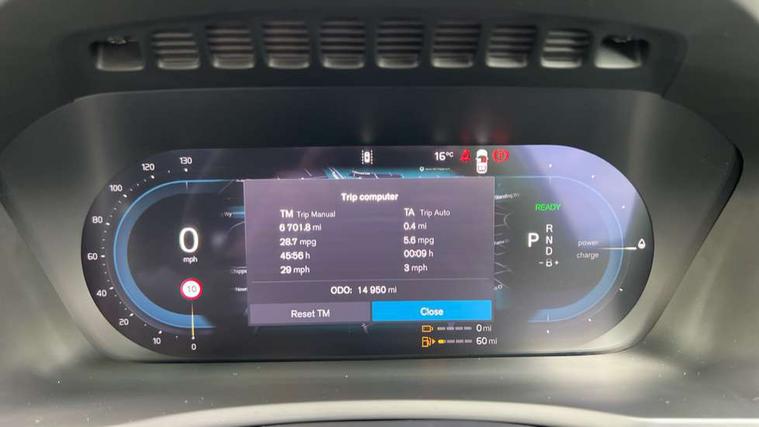 16°C
130
120
100
80
60
40
20
10
0
0
mph
10
Trip computer
TM Trip Manual
6 701.8 mi
28.7 mpg
45:56 h
29 mph
TA Trip Auto
0.4 mi
5.6 mpg
00:09 h
3 mph
ODO: 14 950 mi
Reset TM
Close
READY
P
R
N
D
-B+
power
charge
0 mi
60 mi